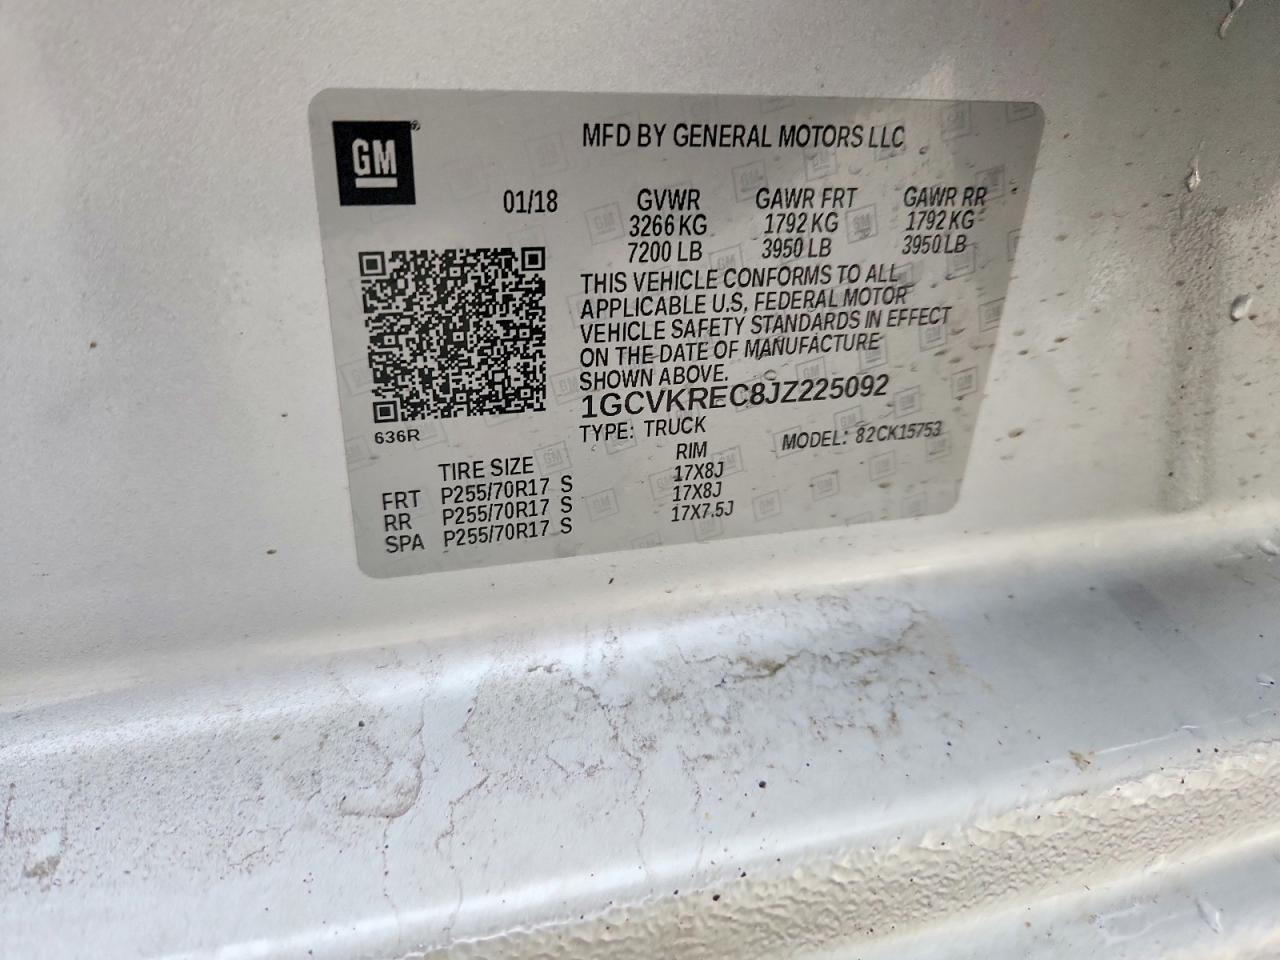 GM®
MFD BY GENERAL MOTORS LLC
01/18 GVWR GAWR FRT GAWR RR
3266 KG 1792 KG 1792 KG
7200 LB 3950 LB 3950 LB
THIS VEHICLE CONFORMS TO ALL
APPLICABLE U.S. FEDERAL MOTOR
VEHICLE SAFETY STANDARDS IN EFFECT
ON THE DATE OF MANUFACTURE
SHOWN ABOVE.
1GCVKREC8JZ225092
TYPE: TRUCK MODEL: 82CK15753
636R
TIRE SIZE RIM
FRT P255/70R17 S 17X8J
RR P255/70R17 S 17X8J
SPA P255/70R17 S 17X7.5J